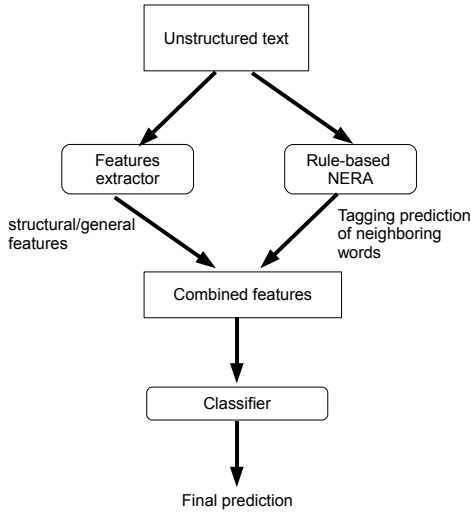 Unstructured text
Features
extractor
Rule-based
NERA
structural/general
features
Tagging prediction
of neighboring
words
Combined features
Classifier
Final prediction